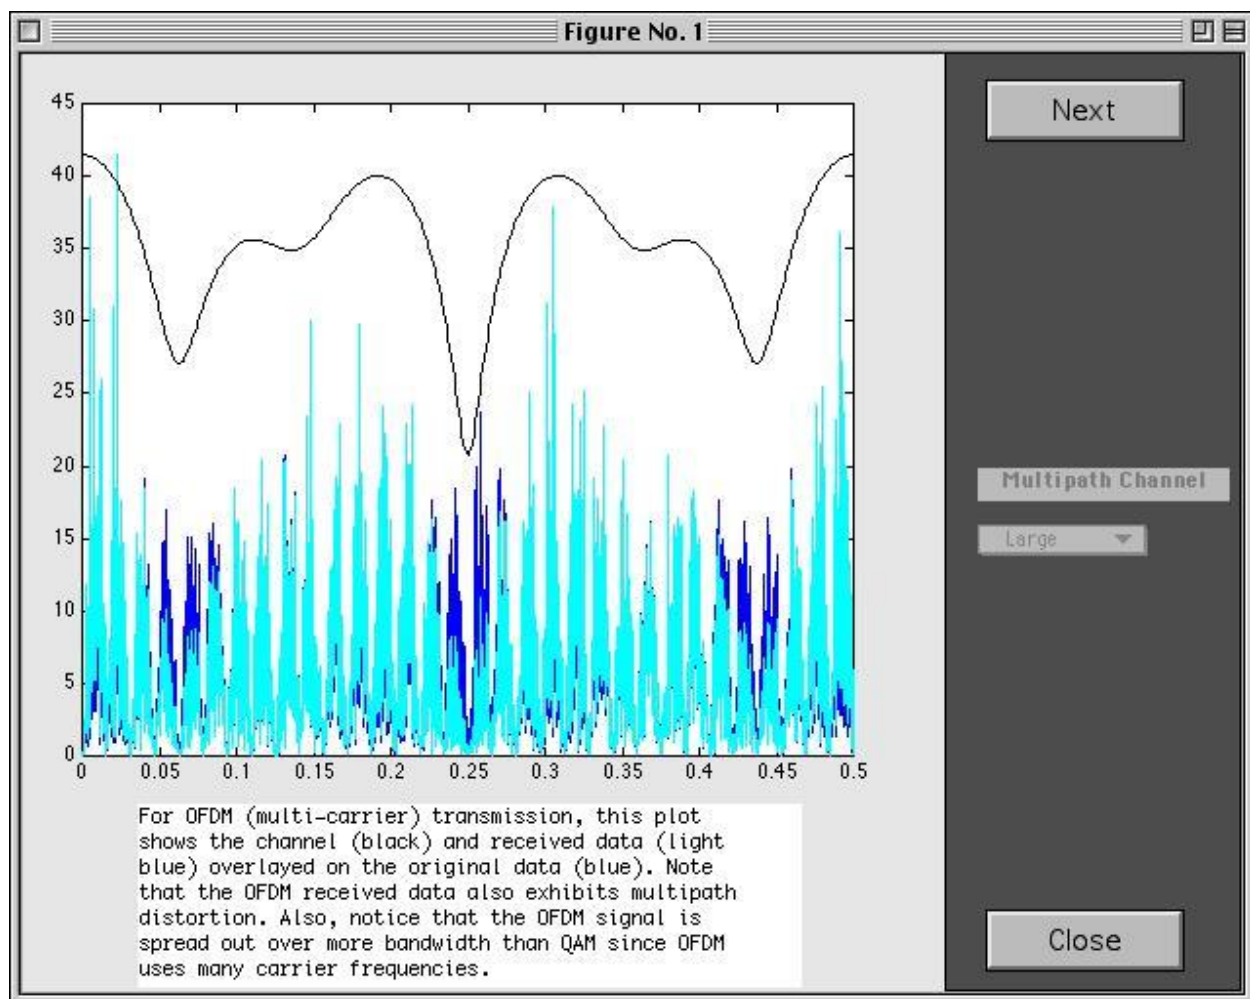 Figure No. 1
Next
45
40
35
30
25
20
15
10
5
0
0 0.05 0.1 0.15 0.2 0.25 0.3 0.35 0.4 0.45 0.5
Multipath Channel
Large
For OFDM (multi-carrier) transmission, this plot
shows the channel (black) and received data (light
blue) overlayed on the original data (blue). Note
that the OFDM received data also exhibits multipath
distortion. Also, notice that the OFDM signal is
spread out over more bandwidth than QAM since OFDM
uses many carrier frequencies.
Close